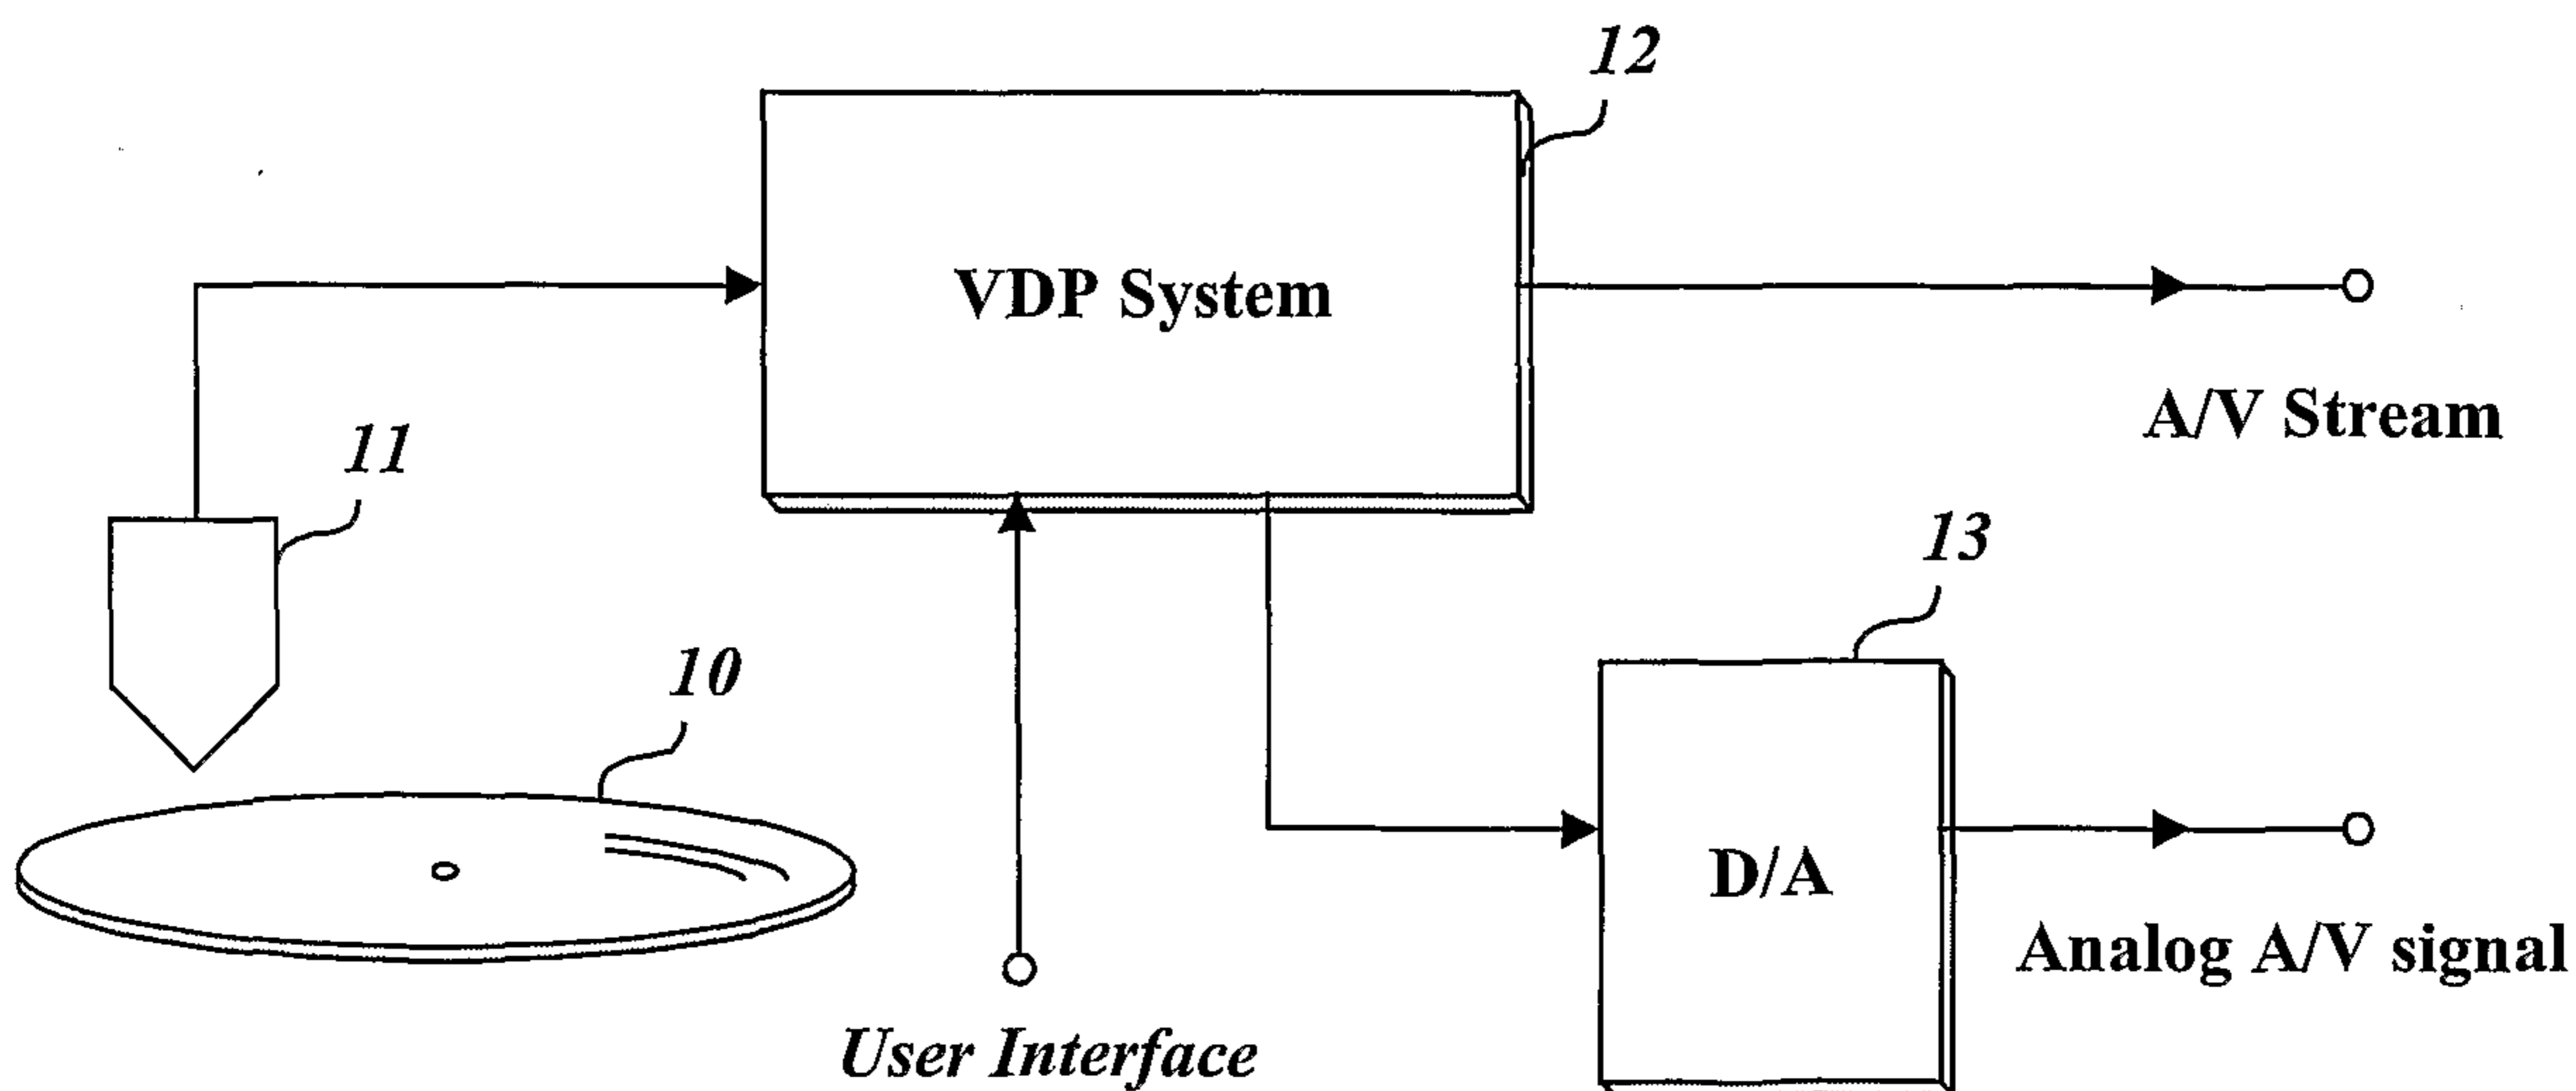 12
VDP System
A/V Stream
11
13
10
D/A
Analog A/V signal
User Interface